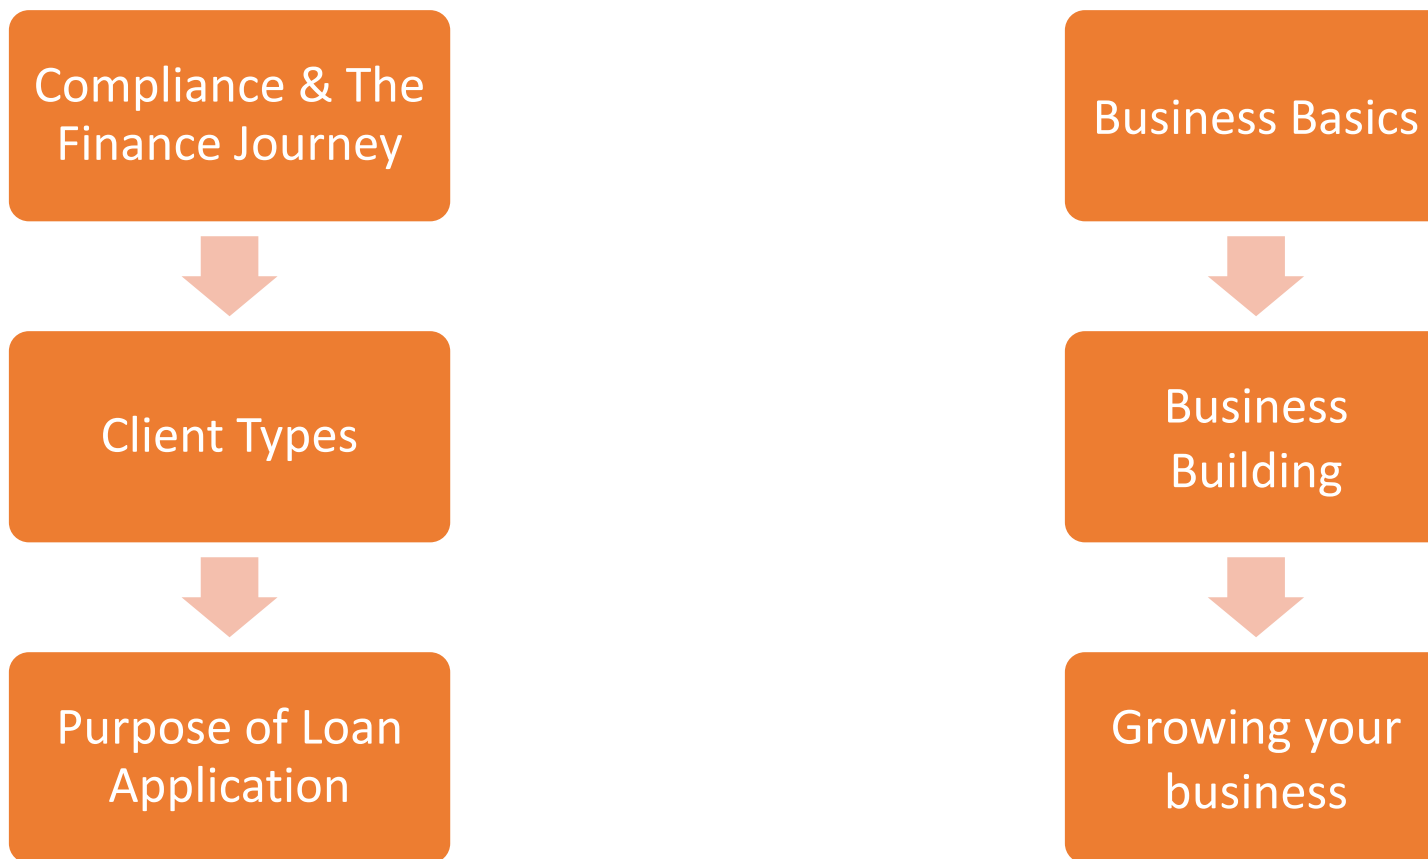 Compliance & The
Finance Journey
Client Types
Purpose of Loan
Application
Business Basics
Business
Building
Growing your
business